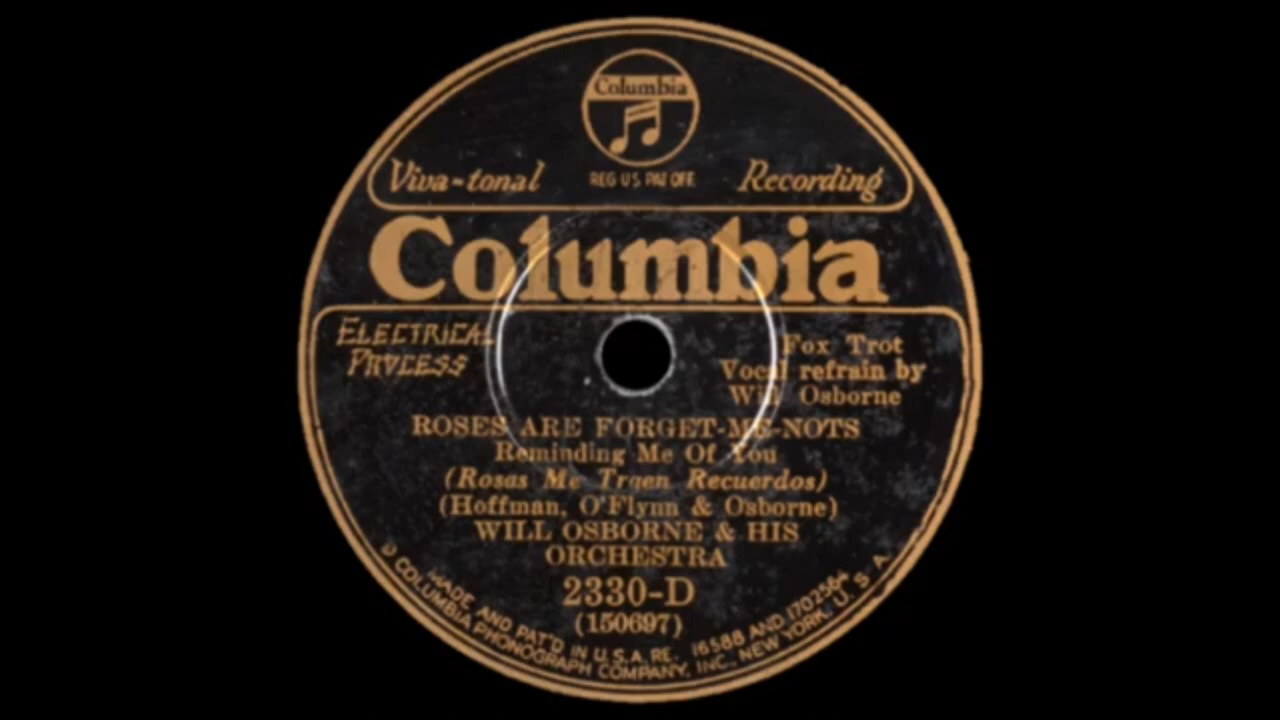 Columbia
Viva-tonal REG. U.S. PAT. OFF. Recording
Columbia
ELECTRICAL
PROCESS
Fox Trot
Vocal refrain by
Will Osborne
ROSES ARE FORGET-ME-NOTS
Reminding Me Of You
(Rosas Me Traen Recuerdos)
(Hoffman, O'Flynn & Osborne)
WILL OSBORNE & HIS
ORCHESTRA
2330-D
(150697)
MADE AND PAT'D IN U.S.A. RE. 16588 AND 1702564
© COLUMBIA PHONOGRAPH COMPANY, INC., NEW YORK, U. S. A.